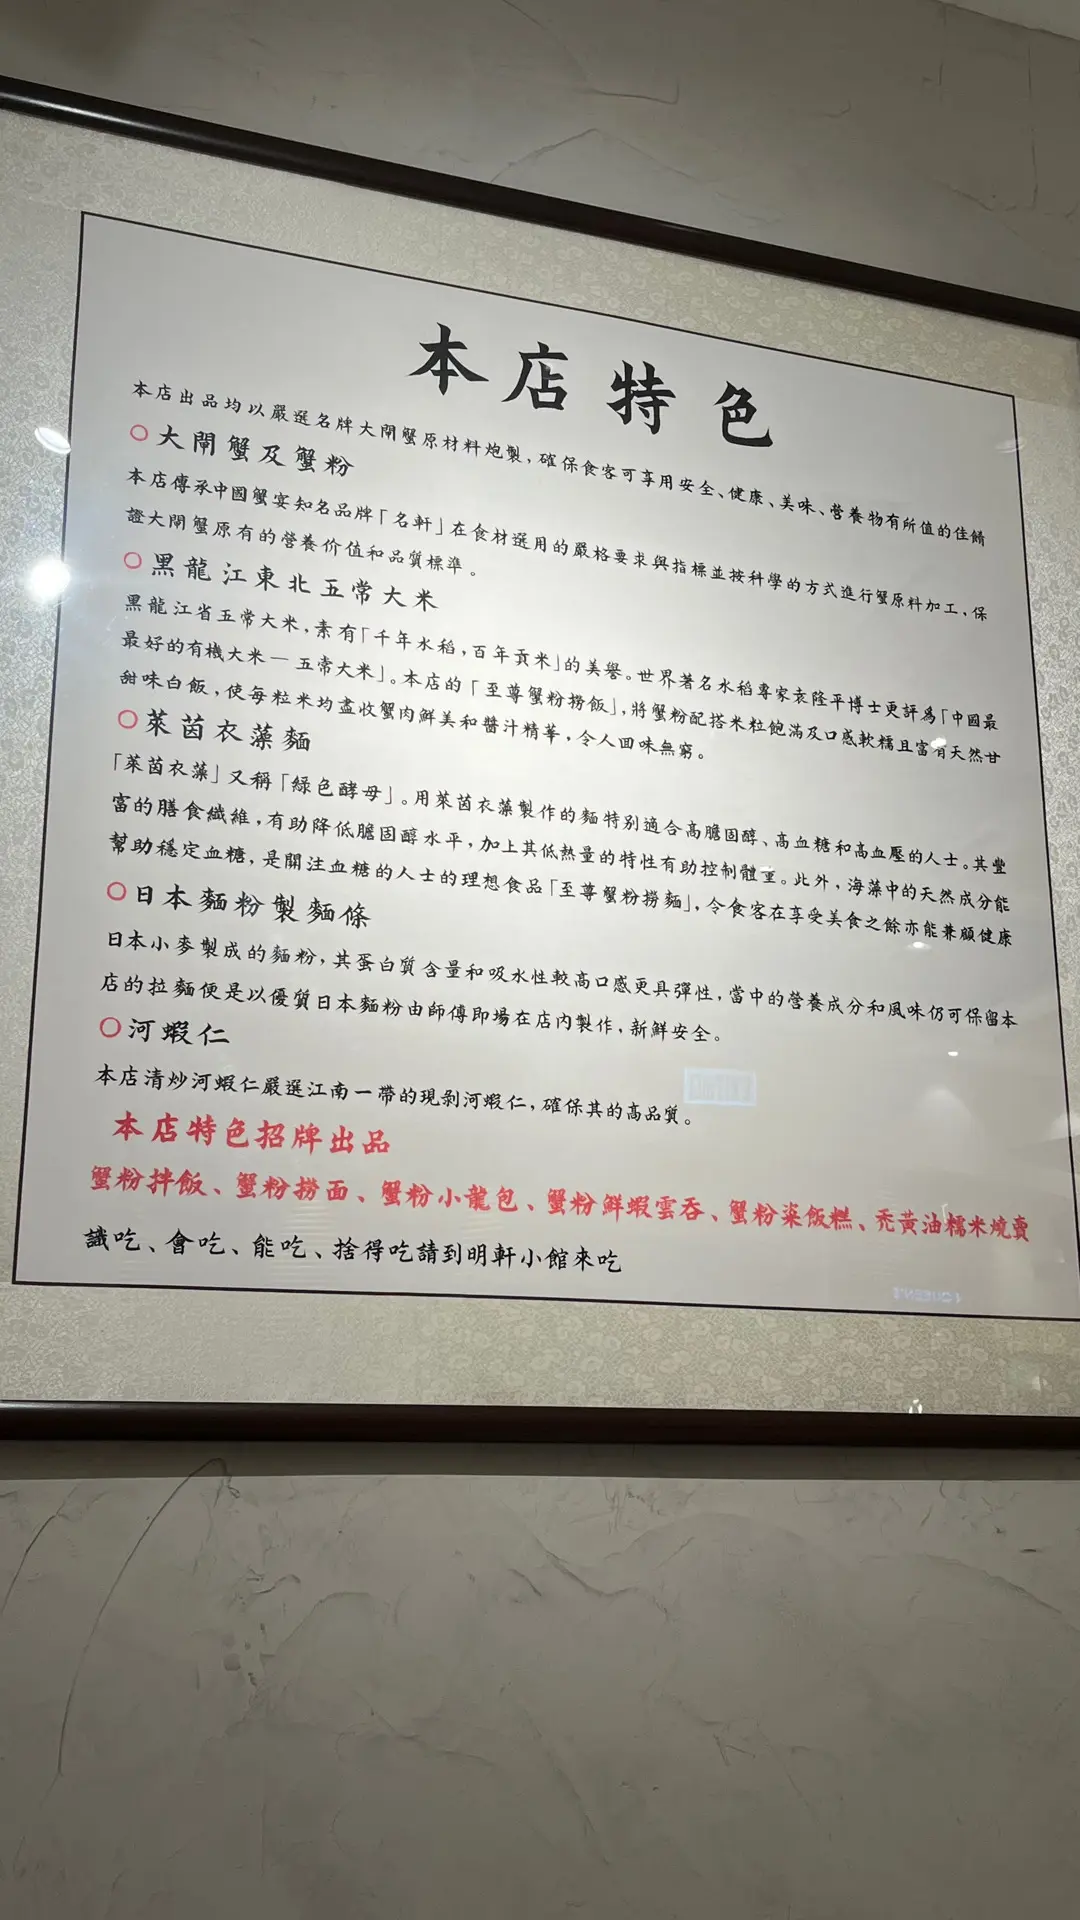 本店特色
本店出品均以嚴選名牌大閘蟹原材料炮製，確保食客可享用安全、健康、美味、營養物有所值的佳餚
○大閘蟹及蟹粉
本店傳承中國蟹宴知名品牌「名軒」在食材選用的嚴格要求與指標並按科學的方式進行蟹原料加工、保
證大閘蟹原有的營養价值和品質標準。
○黑龍江東北五常大米
黑龍江省五常大米，素有「千年水稻，百年貢米」的美譽。世界著名水稻專家袁隆平博士更評爲「中國最
最好的有機大米－五常大米」。本店的「至尊蟹粉撈飯」，將蟹粉配搭米粒飽滿及口感軟糯且富有天然甘
甜味白飯，使每粒米均盡收蟹肉鮮美和醬汁精華，令人回味無窮。
○萊茵衣藻麵
「萊茵衣藻」又稱「綠色酵母」。用萊茵衣藻製作的麵特别適合高膽固醇、高血糖和高血壓的人士。其豐
富的膳食纖維，有助降低膽固醇水平，加上其低熱量的特性有助控制體重。此外，海藻中的天然成分能
幫助穩定血糖，是關注血糖的人士的理想食品「至尊蟹粉撈麵」，令食客在享受美食之餘亦能兼顧健康
○日本麵粉製麵條
日本小麥製成的麵粉，其蛋白質含量和吸水性較高口感更具彈性，當中的營養成分和風味仍可保留本
店的拉麵便是以優質日本麵粉由師傅即場在店內製作，新鮮安全。
○河蝦仁
本店清炒河蝦仁嚴選江南一帶的現剝河蝦仁，確保其的高品質。
本店特色招牌出品
蟹粉拌飯、蟹粉撈面、蟹粉小龍包、蟹粉鮮蝦雲吞、蟹粉粢飯糕、禿黃油糯米燒賣
識吃、會吃、能吃、捨得吃請到明軒小館來吃